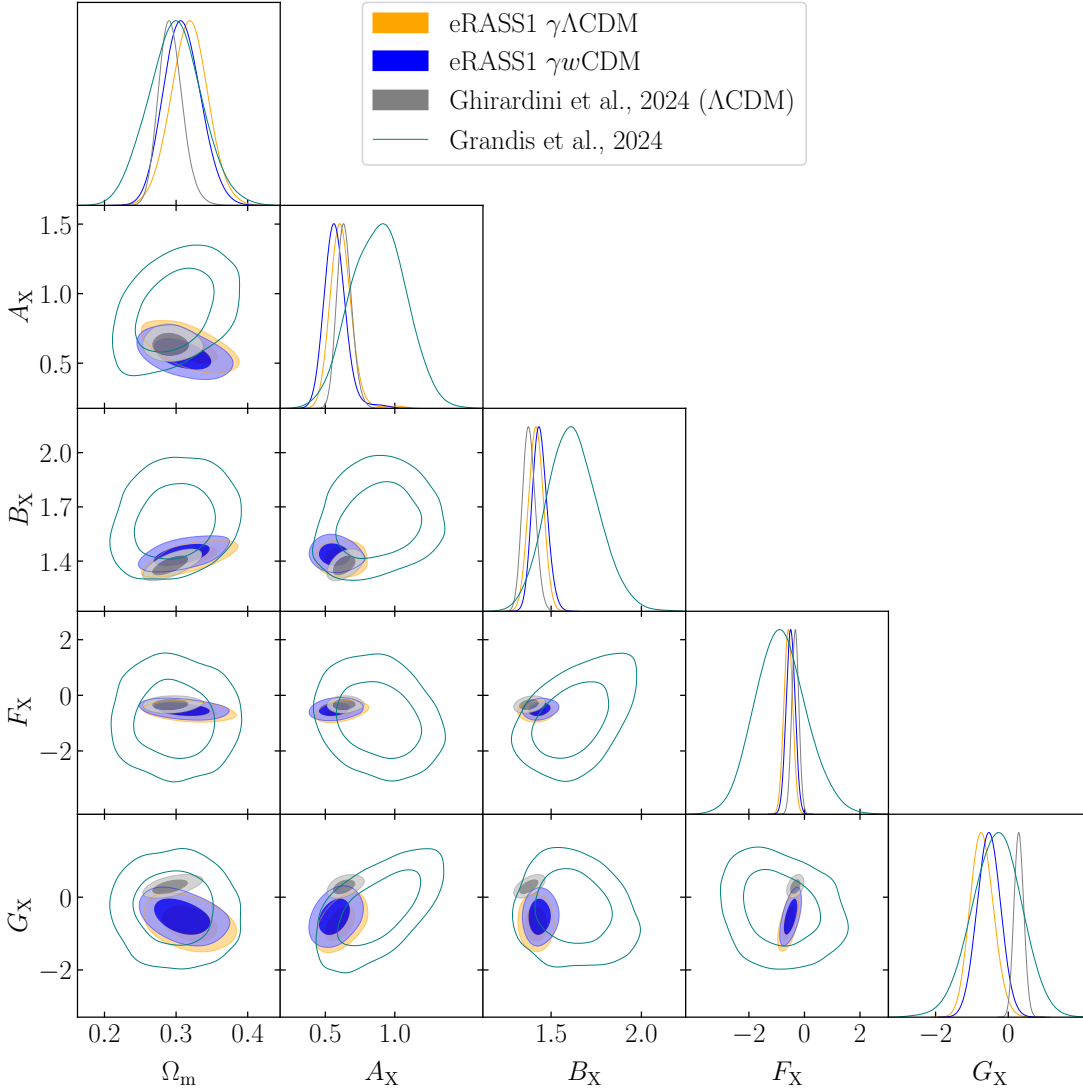 eRASS1 γΛCDM
eRASS1 γwCDM
Ghirardini et al., 2024 (ΛCDM)
Grandis et al., 2024
1.5
1.0
0.5
A_X
2.0
1.7
1.4
B_X
2
0
−2
F_X
0
−2
G_X
0.2 0.3 0.4 0.5 1.0 1.5 2.0 −2 0 2 −2 0
Ω_m A_X B_X F_X G_X